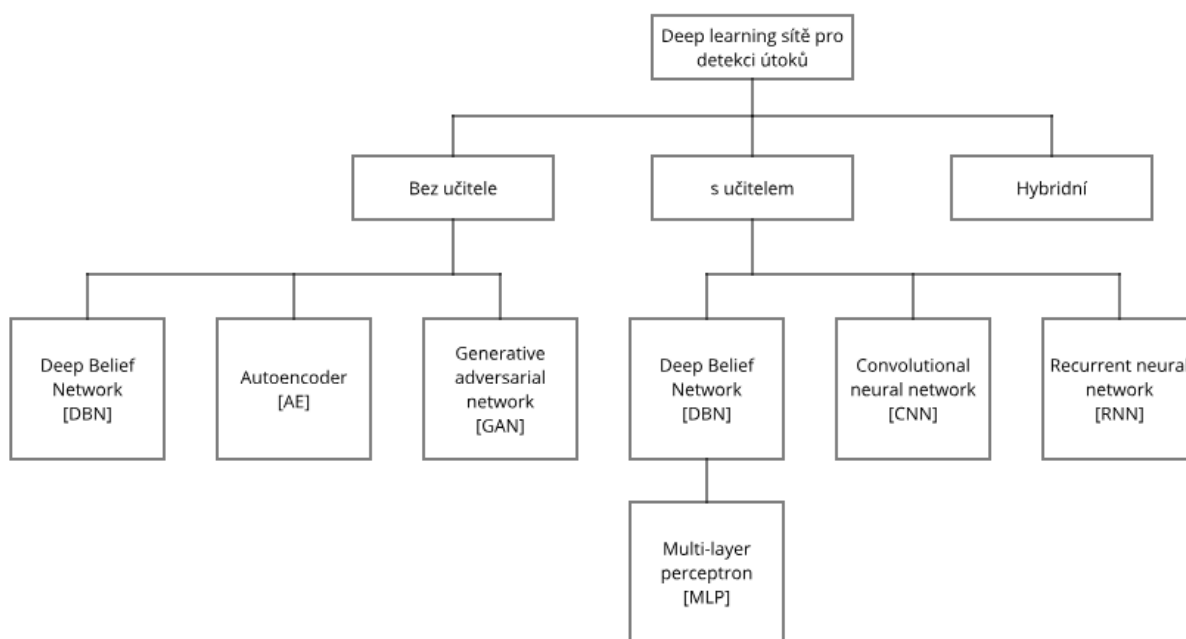 Deep learning sítě pro
detekci útoků
Bez učitele
s učitelem
Hybridní
Deep Belief
Network
[DBN]
Autoencoder
[AE]
Generative
adversarial
network
[GAN]
Deep Belief
Network
[DBN]
Convolutional
neural network
[CNN]
Recurrent neural
network
[RNN]
Multi-layer
perceptron
[MLP]